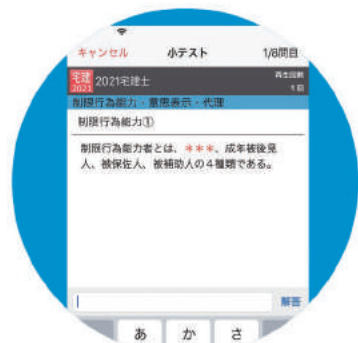 キャンセル 小テスト 1/8問目
宅建 2021 2021宅建士 再生回数
1回
制限行為能力・意思表示・代理
制限行為能力①
制限行為能力者とは、***、成年被後見
人、被保佐人、被補助人の4種類である。
解答
あ か さ